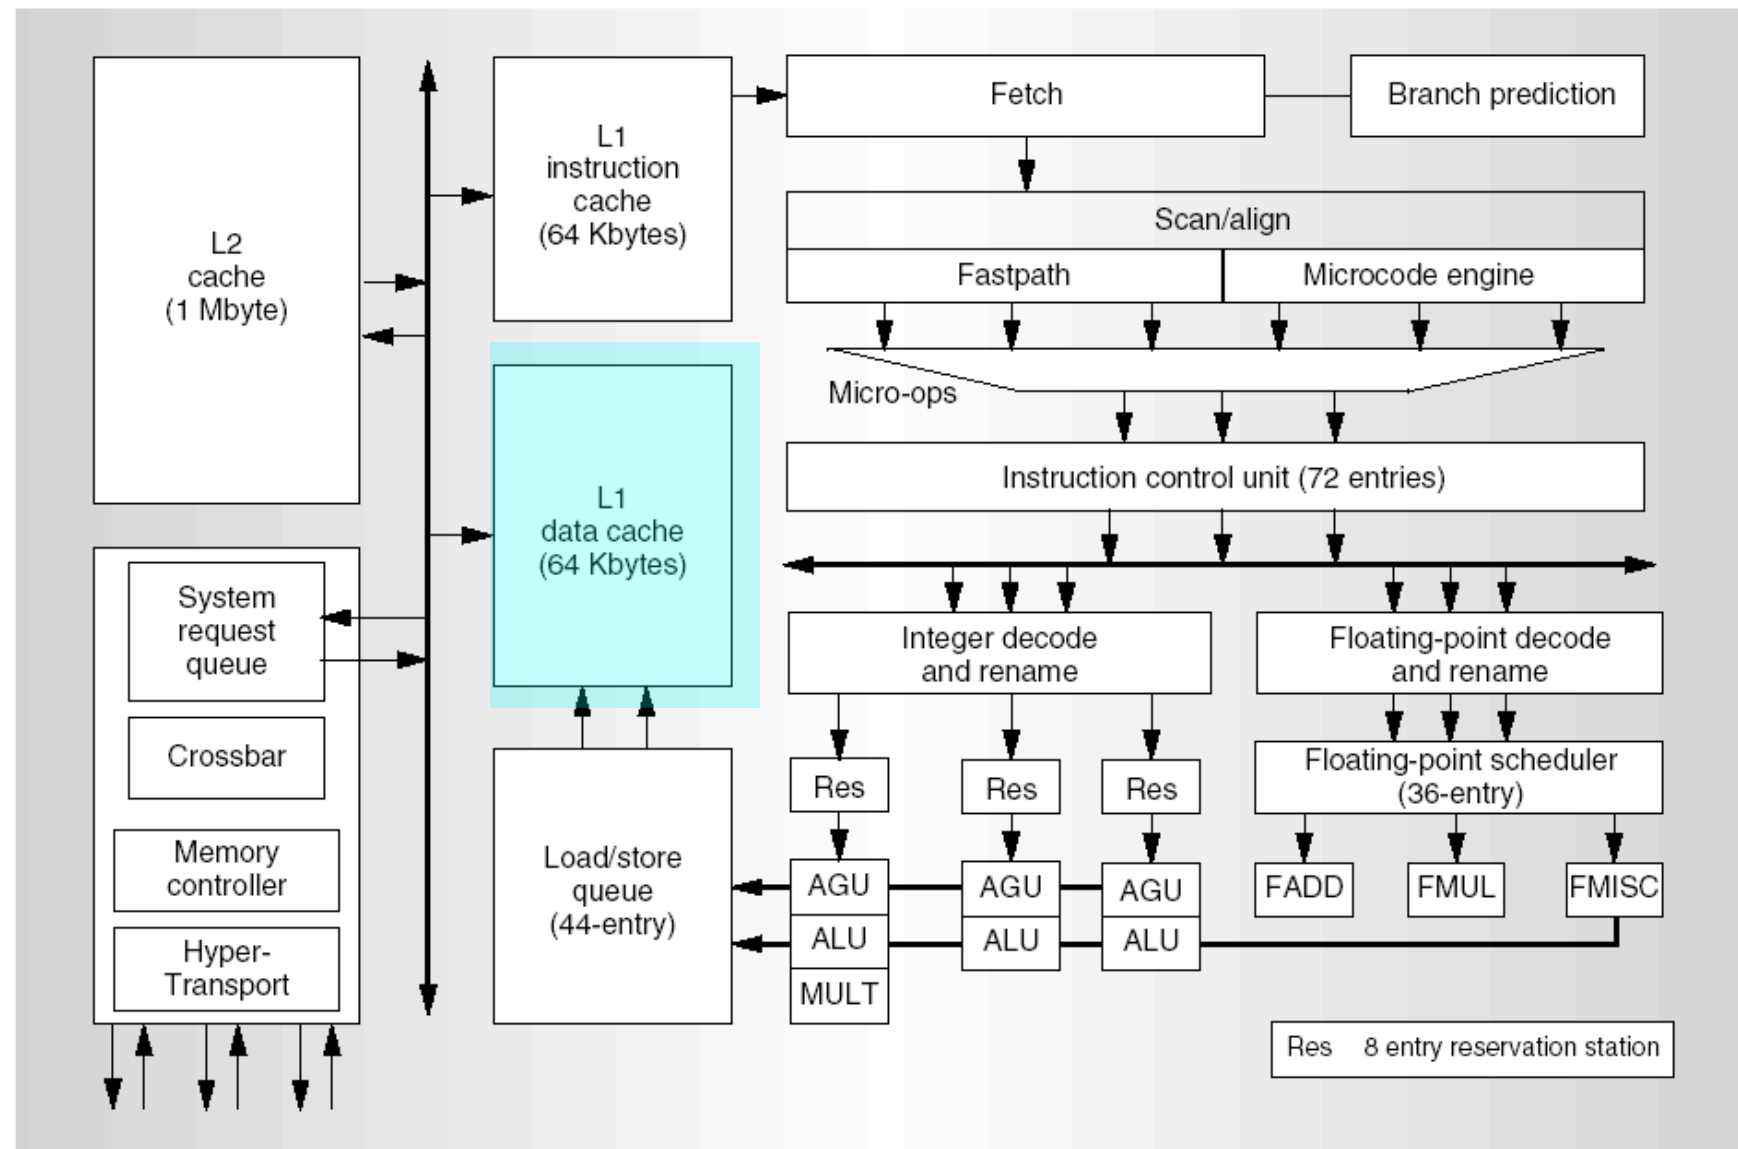 L2
cache
(1 Mbyte)
L1
instruction
cache
(64 Kbytes)
Fetch
Branch prediction
Scan/align
Fastpath
Microcode engine
Micro-ops
Instruction control unit (72 entries)
L1
data cache
(64 Kbytes)
System
request
queue
Crossbar
Memory
controller
Hyper-
Transport
Load/store
queue
(44-entry)
Integer decode
and rename
Floating-point decode
and rename
Res
Res
Res
Floating-point scheduler
(36-entry)
AGU
AGU
AGU
ALU
ALU
ALU
MULT
FADD
FMUL
FMISC
Res 8 entry reservation station